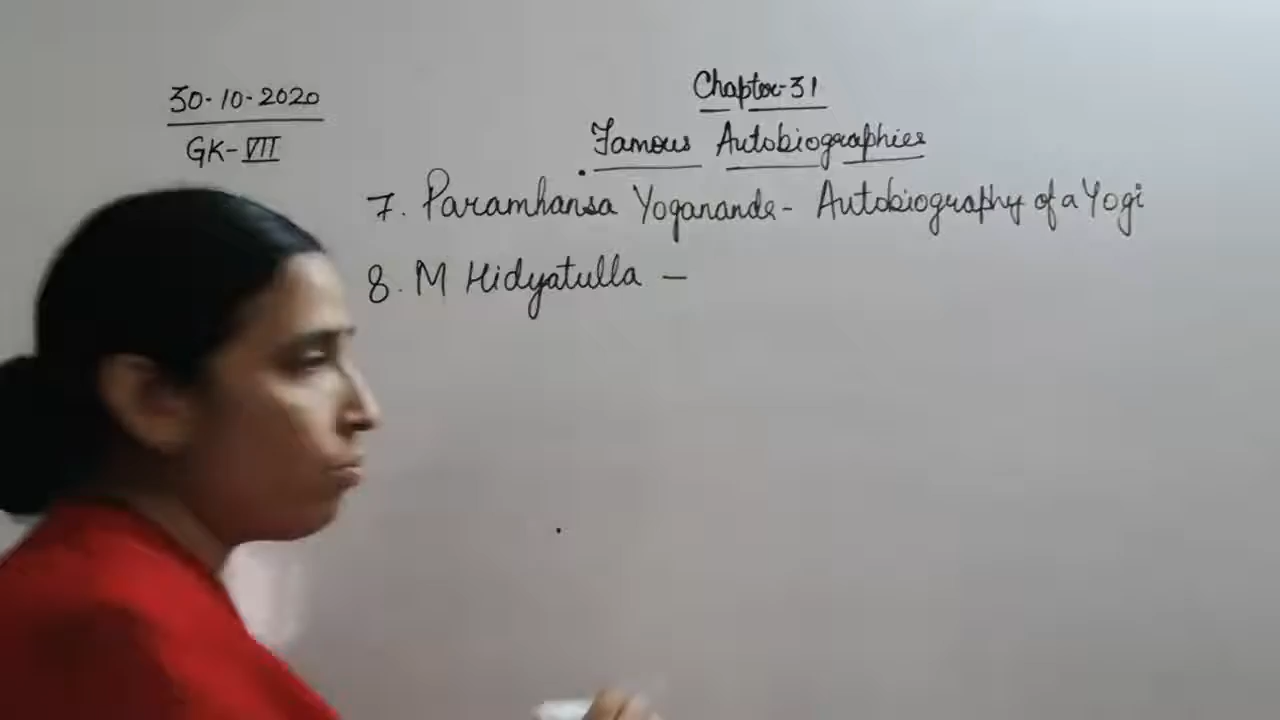 30-10-2020
GK-VII
Chapter-31
Famous Autobiographies
7. Paramhansa Yogananda- Autobiography of a Yogi
8. M Hidyatulla -